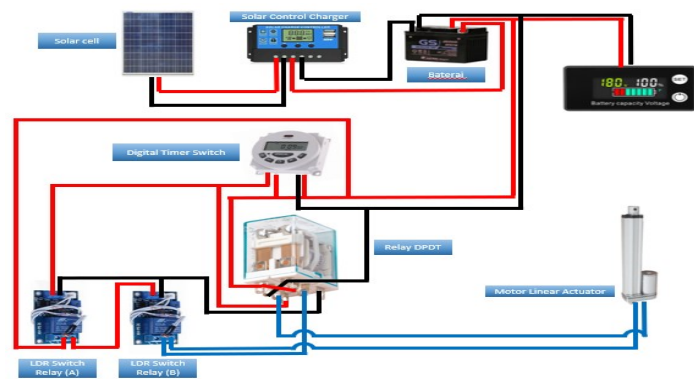 Solar cell
Solar Control Charger
GS
Baterai
180
100%
SET
Battery capacity Voltage
Digital Timer Switch
Relay DPDT
Motor Linear Actuator
LDR Switch
Relay (A)
LDR Switch
Relay (B)